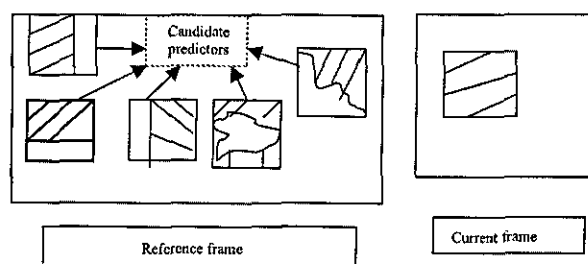 Candidate
predictors
Reference frame
Current frame